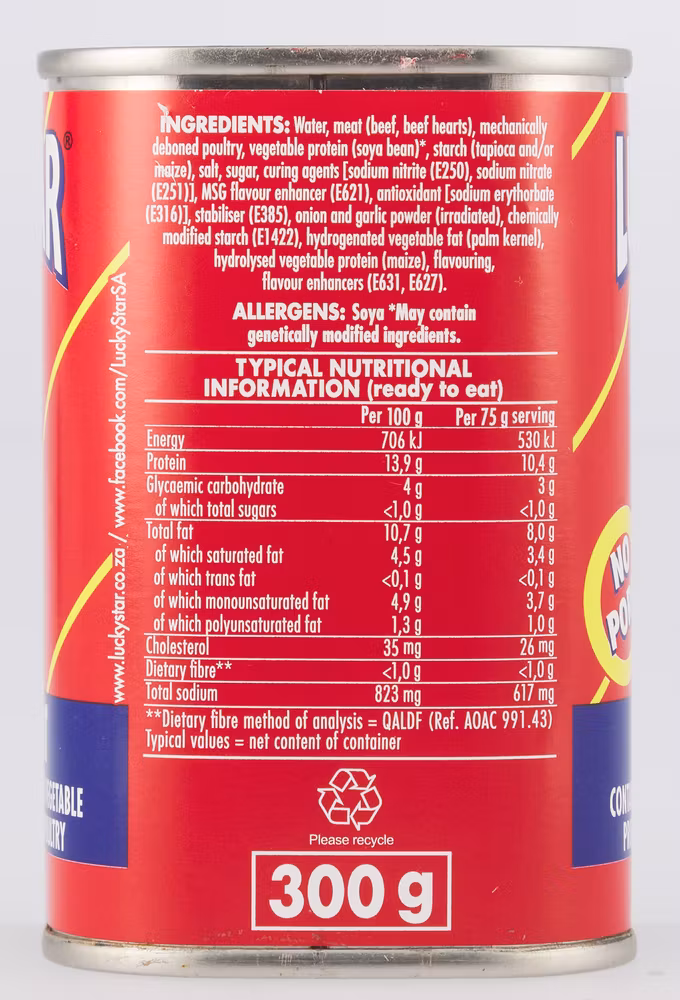 R®
L
INGREDIENTS: Water, meat (beef, beef hearts), mechanically
deboned poultry, vegetable protein (soya bean)*, starch (tapioca and/or
maize), salt, sugar, curing agents [sodium nitrite (E250), sodium nitrate
(E251)], MSG flavour enhancer (E621), antioxidant [sodium erythorbate
(E316)], stabiliser (E385), onion and garlic powder (irradiated), chemically
modified starch (E1422), hydrogenated vegetable fat (palm kernel),
hydrolysed vegetable protein (maize), flavouring,
flavour enhancers (E631, E627).
ALLERGENS: Soya *May contain
genetically modified ingredients.
TYPICAL NUTRITIONAL
INFORMATION (ready to eat)
Per 100 g Per 75 g serving
Energy 706 kJ 530 kJ
Protein 13,9 g 10,4 g
Glycaemic carbohydrate 4 g 3 g
of which total sugars <1,0 g <1,0 g
Total fat 10,7 g 8,0 g
of which saturated fat 4,5 g 3,4 g
of which trans fat <0,1 g <0,1 g
of which monounsaturated fat 4,9 g 3,7 g
of which polyunsaturated fat 1,3 g 1,0 g
Cholesterol 35 mg 26 mg
Dietary fibre** <1,0 g <1,0 g
Total sodium 823 mg 617 mg
**Dietary fibre method of analysis = QALDF (Ref. AOAC 991.43)
Typical values = net content of container
Please recycle
300 g
www.luckystar.co.za / www.facebook.com/LuckyStarSA
NO